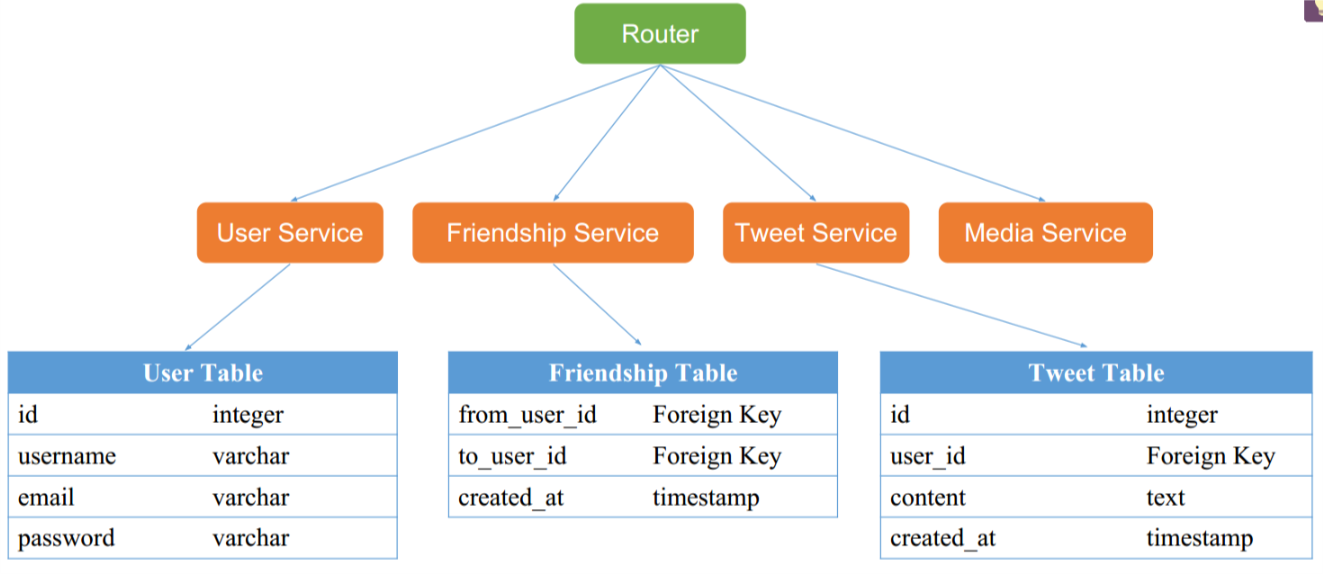 Router
User Service
Friendship Service
Tweet Service
Media Service
User Table
id integer
username varchar
email varchar
password varchar
Friendship Table
from_user_id Foreign Key
to_user_id Foreign Key
created_at timestamp
Tweet Table
id integer
user_id Foreign Key
content text
created_at timestamp